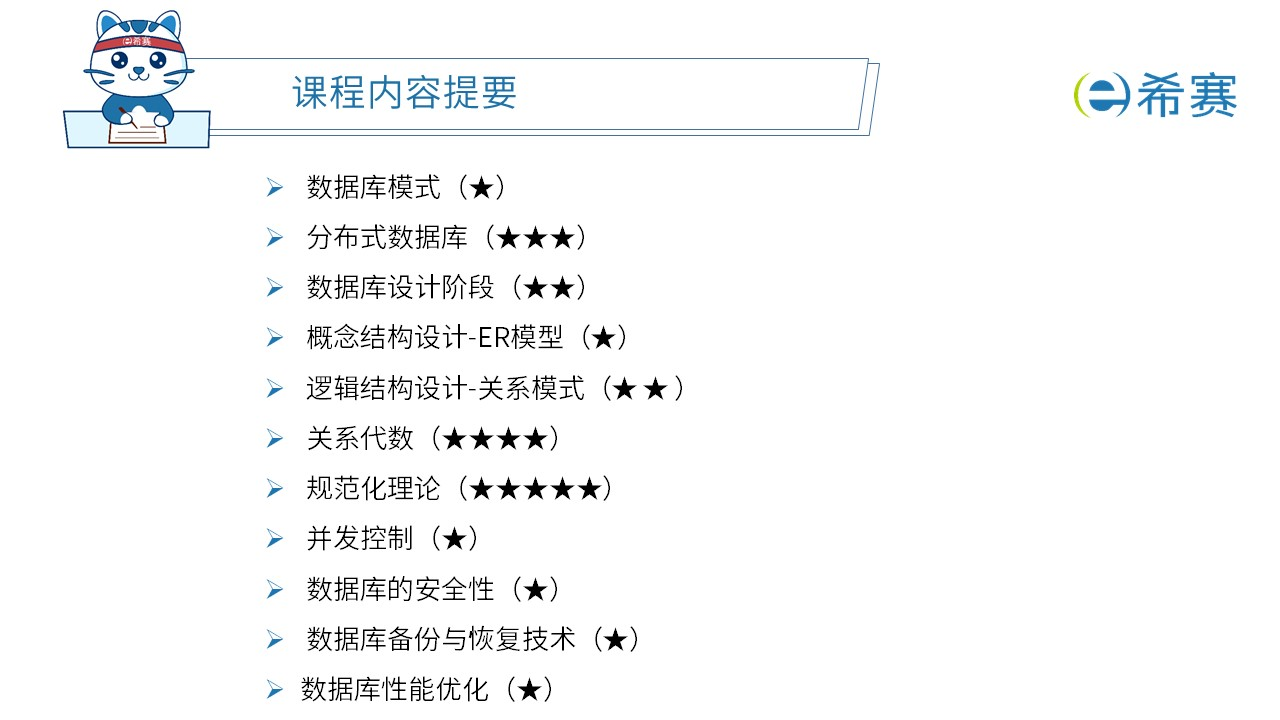 课程内容提要
希赛
(e)希赛
数据库模式（★）
分布式数据库（★★★）
数据库设计阶段（★★）
概念结构设计-ER模型（★）
逻辑结构设计-关系模式（★ ★ ）
关系代数（★★★★）
规范化理论（★★★★★）
并发控制（★）
数据库的安全性（★）
数据库备份与恢复技术（★）
数据库性能优化（★）